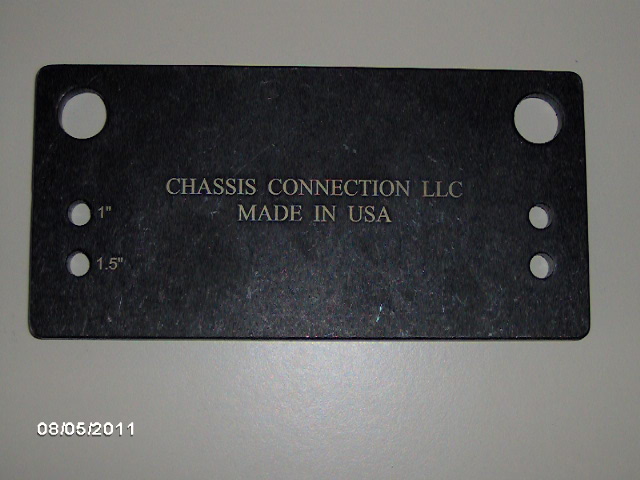 CHASSIS CONNECTION LLC
MADE IN USA
1"
1.5"
08/05/2011